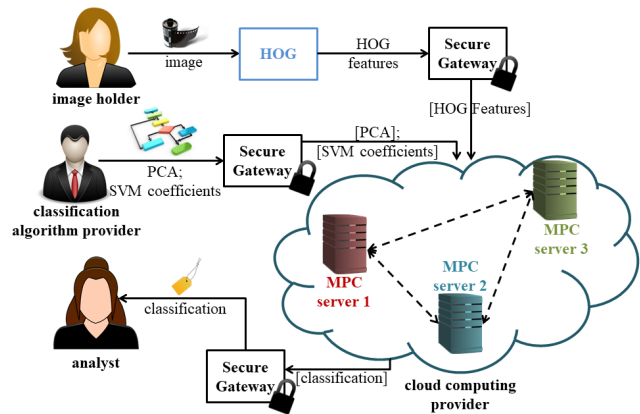 image holder
image
HOG
HOG
features
Secure
Gateway
[HOG Features]
classification
algorithm provider
PCA;
SVM coefficients
Secure
Gateway
[PCA];
[SVM coefficients]
MPC
server 1
MPC
server 2
MPC
server 3
cloud computing
provider
[classification]
Secure
Gateway
classification
analyst